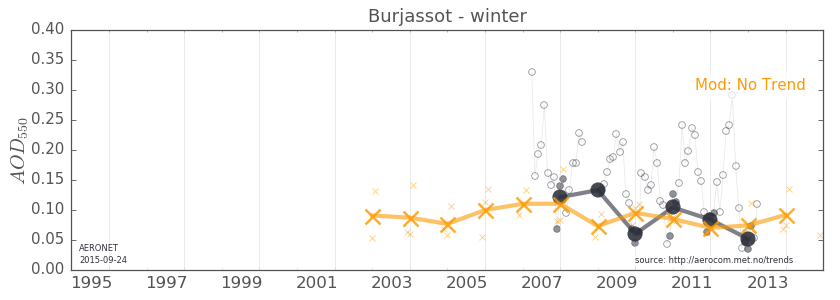 Burjassot - winter
0.40
0.35
0.30
0.25
0.20
0.15
0.10
0.05
0.00
AOD550
Mod: No Trend
AERONET
2015-09-24
source: http://aerocom.met.no/trends
1995 1997 1999 2001 2003 2005 2007 2009 2011 2013